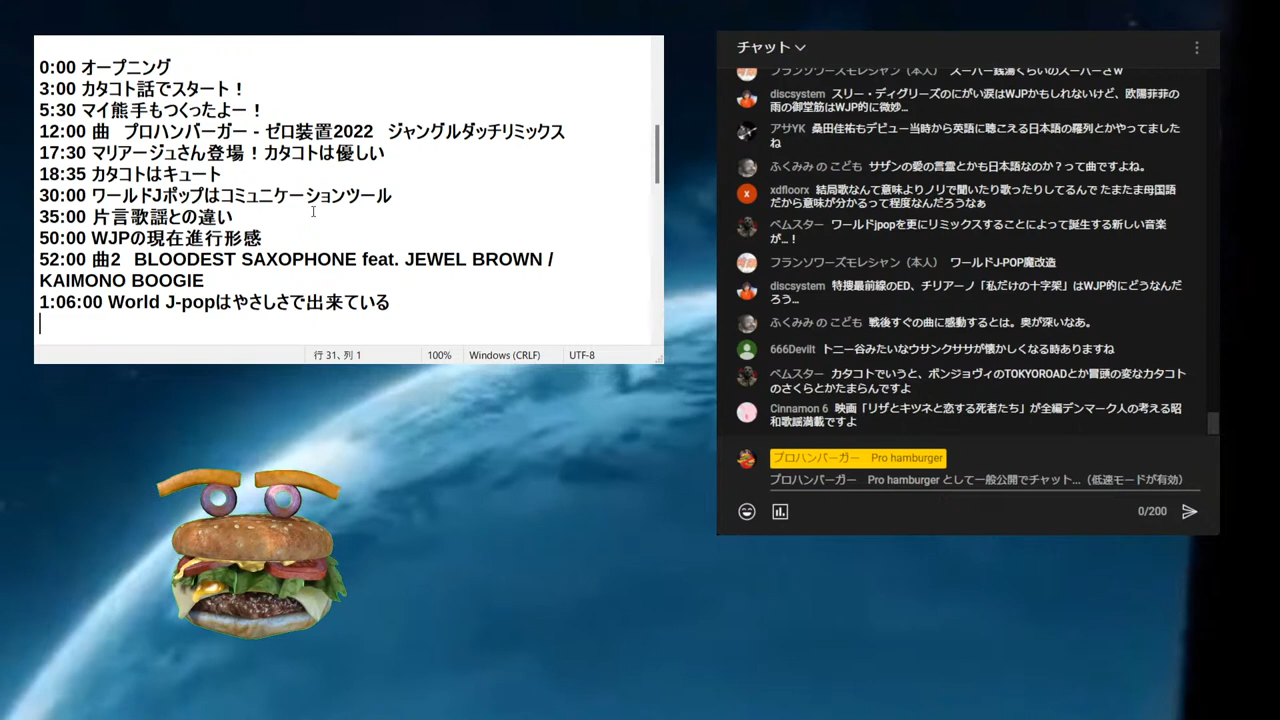 0:00 オープニング
3:00 カタコト話でスタート！
5:30 マイ熊手もつくったよー！
12:00 曲　プロハンバーガー - ゼロ装置2022　ジャングルダッチリミックス
17:30 マリアージュさん登場！カタコトは優しい
18:35 カタコトはキュート
30:00 ワールドJポップはコミュニケーションツール
35:00 片言歌謡との違い
50:00 WJPの現在進行形感
52:00 曲2　BLOODEST SAXOPHONE feat. JEWEL BROWN /
KAIMONO BOOGIE
1:06:00 World J-popはやさしさで出来ている
行 31、列 1
100%
Windows (CRLF)
UTF-8
チャット
フランソワーズモレシャン（本人） スーパー銭湯くらいのスーパーさw
discsystem スリー・ディグリーズのにがい涙はWJPかもしれないけど、欧陽菲菲の
雨の御堂筋はWJP的に微妙…
アサYK 桑田佳祐もデビュー当時から英語に聴こえる日本語の羅列とかやってました
ね
ふくみみ の こども サザンの愛の言霊とかも日本語なのか？って曲ですよね。
xdfloorx 結局歌なんて意味よりノリで聞いたり歌ったりしてるんで たまたま母国語
だから意味が分かるって程度なんだろうなぁ
ベムスター ワールドjpopを更にリミックスすることによって誕生する新しい音楽
が…！
フランソワーズモレシャン（本人） ワールドJ-POP魔改造
discsystem 特捜最前線のED、チリアーノ「私だけの十字架」はWJP的にどうなんだ
ろう…
ふくみみ の こども 戦後すぐの曲に感動するとは。奥が深いなあ。
666Devilt トニー谷みたいなウサンクササが懐かしくなる時ありますね
ベムスター カタコトでいうと、ボンジョヴィのTOKYOROADとか冒頭の変なカタコト
のさくらとかたまらんですよ
Cinnamon 6 映画「リザとキツネと恋する死者たち」が全編デンマーク人の考える昭
和歌謡満載ですよ
プロハンバーガー　Pro hamburger
プロハンバーガー　Pro hamburger として一般公開でチャット...（低速モードが有効）
0/200